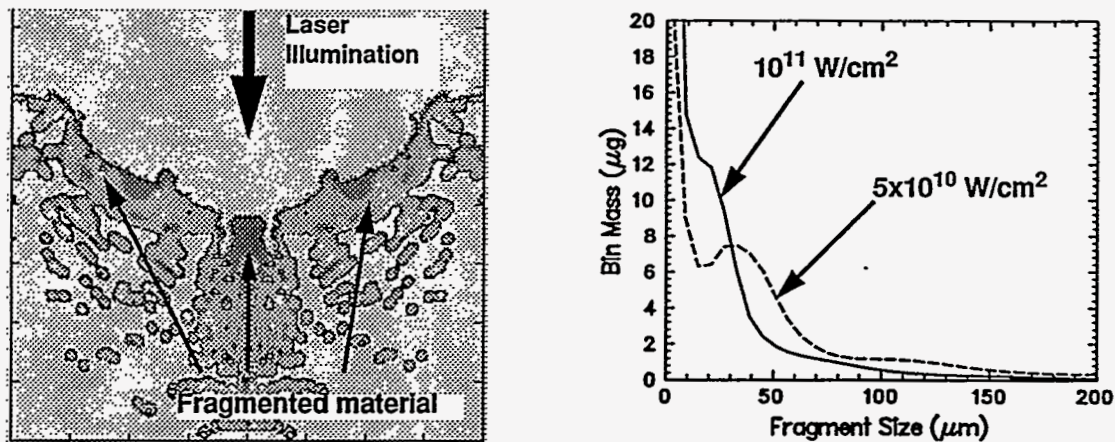 Laser
Illumination
Fragmented material
20
18
16
14
12
10
8
6
4
2
0
Bin Mass (μg)
10¹¹ W/cm²
5x10¹⁰ W/cm²
0
50
100
150
200
Fragment Size (μm)